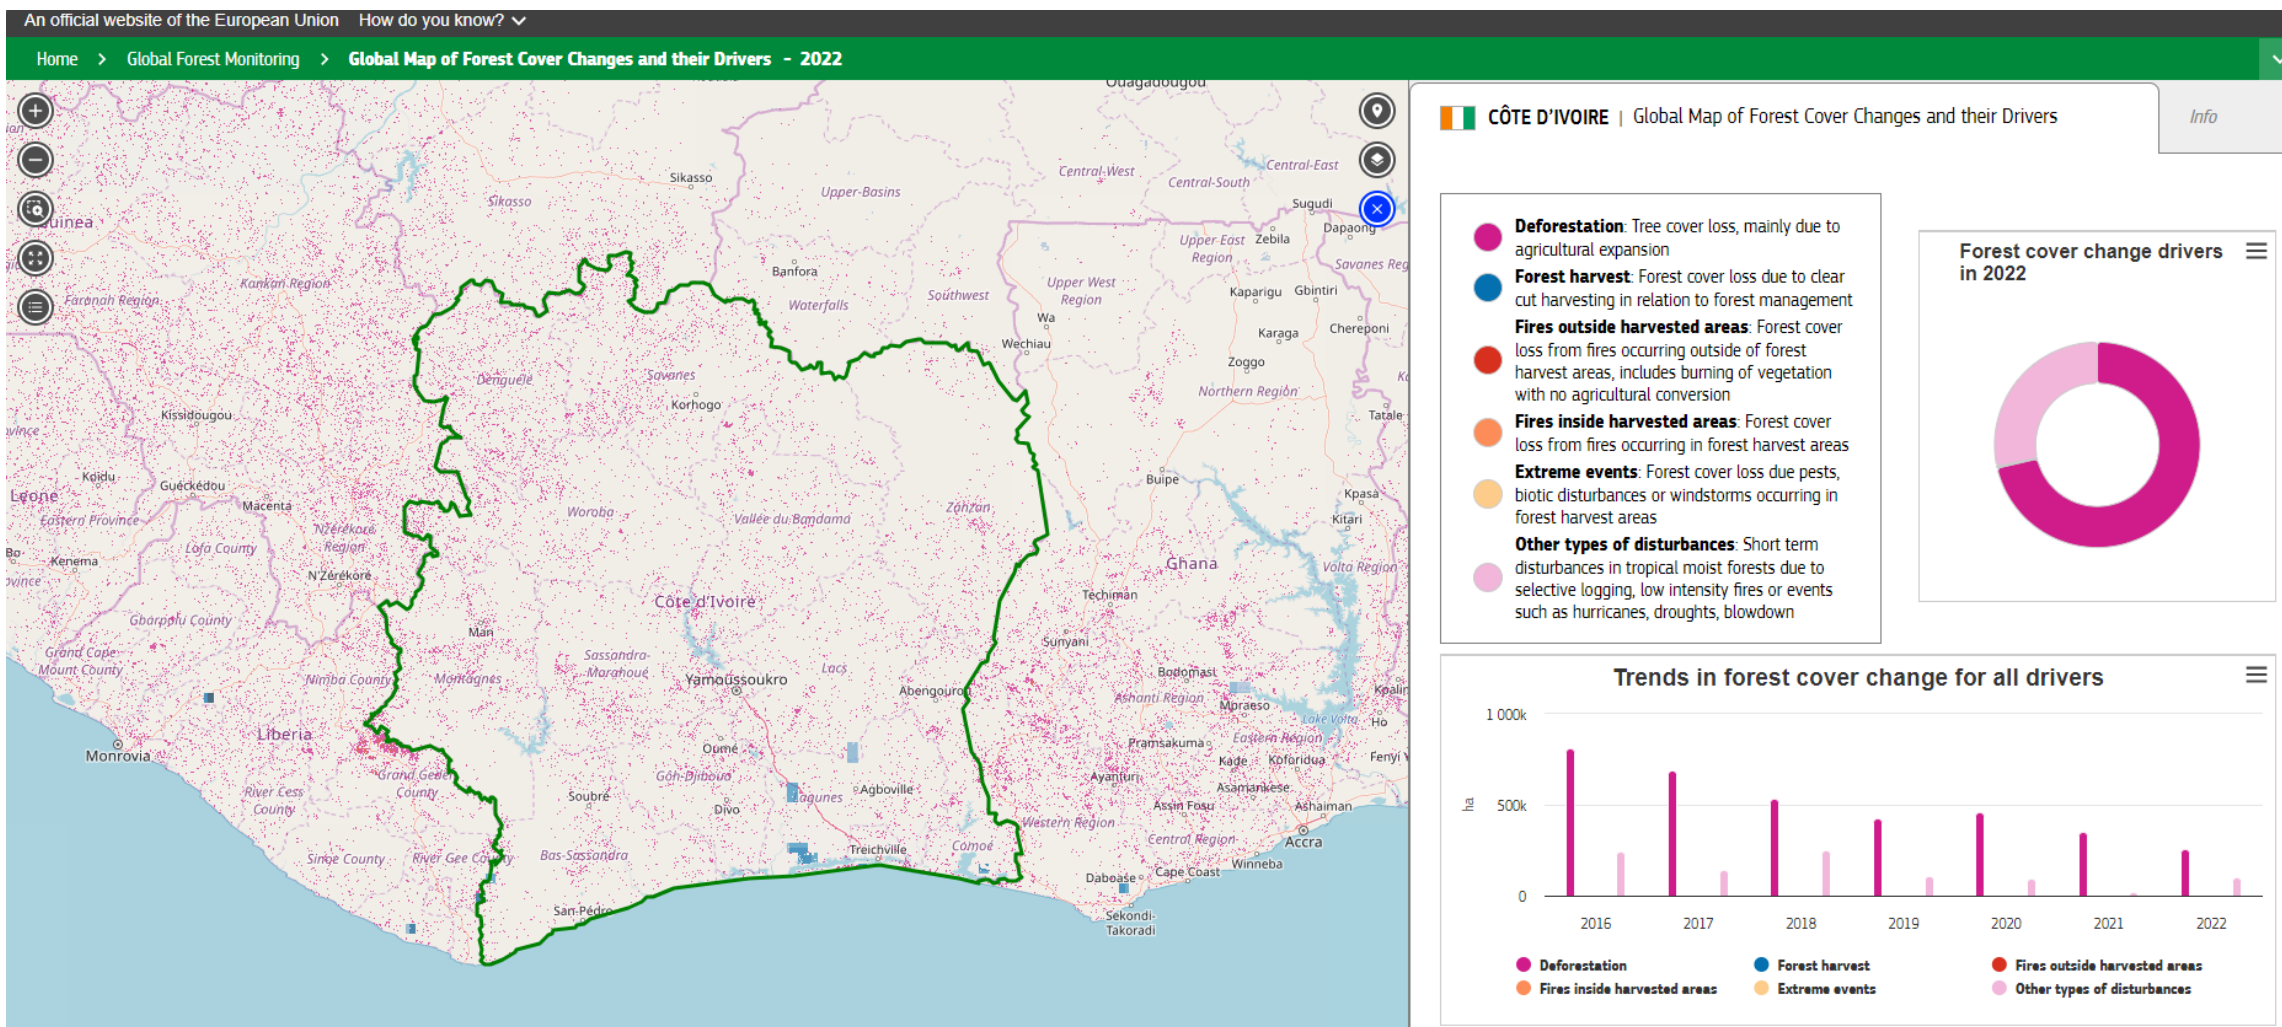 An official website of the European Union How do you know?
Home > Global Forest Monitoring > Global Map of Forest Cover Changes and their Drivers - 2022
Ouagadougou
Sikasso
Sikasso
Upper-Basins
Central-West
Central-South
Central-East
Sugudi
Dapaong
Upper-East
Region
Zebila
Savanes Reg
Banfora
Waterfalls
Southwest
Upper West
Region
Kaparigu
Gbintiri
Wa
Wechiau
Karaga
Chereponi
Zoggo
Northern Region
Tatale
Faranah Region
Kankan Region
Denguélé
Savanes
Korhogo
Kissidougou
Koidu
Guéckédou
Macenta
Leone
Eastern Province
Nzérékoré
Region
Lofa County
Kenema
N'Zérékoré
Woroba
Vallée du Bandama
Zanzan
Buipe
Kpasa
Kitari
Ghana
Volta Region
Techiman
Côte d'Ivoire
Gbarpolu County
Man
Sunyani
Grand Cape
Mount County
Nimba County
Montagnes
Sassandra-
Marahoué
Lacs
Yamoussoukro
Abengourou
Bodomasi
Ashanti Region
Mpraeso
Kpalin
Lake Volta
Ho
Liberia
Monrovia
Oumé
Pramsakuma
Eastern Region
Grand Gedeh
County
Gôh-Djiboua
Kade
Koforidua
Fenyi Y
Ayanfuri
River Cess
County
Soubré
Divo
Lagunes
Agboville
Asamankese
Assin Fosu
Ashaiman
Western Region
Sinoe County
River Gee County
Bas-Sassandra
Treichville
Comoé
Central Region
Accra
Winneba
Daboase
Cape Coast
San-Pédro
Sekondi-
Takoradi
CÔTE D'IVOIRE | Global Map of Forest Cover Changes and their Drivers
Info
Deforestation: Tree cover loss, mainly due to
agricultural expansion
Forest harvest: Forest cover loss due to clear
cut harvesting in relation to forest management
Fires outside harvested areas: Forest cover
loss from fires occurring outside of forest
harvest areas, includes burning of vegetation
with no agricultural conversion
Fires inside harvested areas: Forest cover
loss from fires occurring in forest harvest areas
Extreme events: Forest cover loss due pests,
biotic disturbances or windstorms occurring in
forest harvest areas
Other types of disturbances: Short term
disturbances in tropical moist forests due to
selective logging, low intensity fires or events
such as hurricanes, droughts, blowdown
Forest cover change drivers
in 2022
Trends in forest cover change for all drivers
1 000k
500k
0
ha
2016 2017 2018 2019 2020 2021 2022
Deforestation Forest harvest Fires outside harvested areas
Fires inside harvested areas Extreme events Other types of disturbances